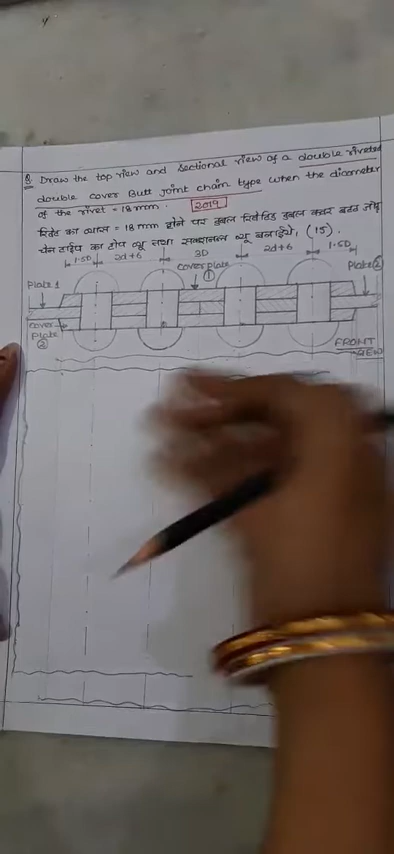 Q Draw the top view and sectional view of a double riveted
double cover Butt Joint chain type when the diameter
of the rivet = 18 mm. 2019
रिवेट का व्यास = 18 mm होने पर डबल रिवेटिड डबल कवर बट्ट जोड़
चेन टाइप का टॉप व्यू तथा सेक्शनल व्यू बनाइये, (15).
1.5D 2d+6 3D 2d+6 1.5D
Plate 1 Cover plate ① Plate ②
Cover Plate ②
FRONT
VIEW